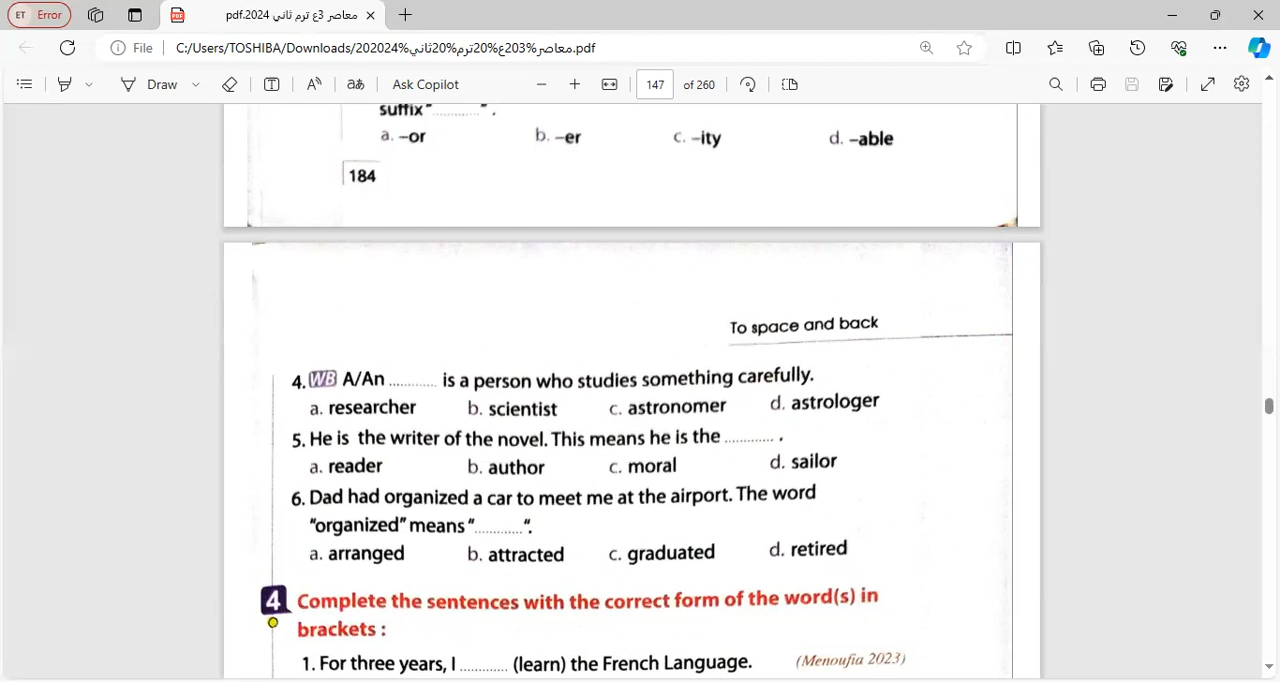 ET Error
معاصر 3ع ترم ثاني 2024.pdf
File C:/Users/TOSHIBA/Downloads/202024%معاصر%203ع%20ترم%20ثاني.pdf
Draw
aあ
Ask Copilot
147 of 260
suffix"............" .
a. –or b. –er c. –ity d. –able
184
To space and back
4. WB A/An ............ is a person who studies something carefully.
a. researcher b. scientist c. astronomer d. astrologer
5. He is the writer of the novel. This means he is the ............ .
a. reader b. author c. moral d. sailor
6. Dad had organized a car to meet me at the airport. The word
"organized" means "............".
a. arranged b. attracted c. graduated d. retired
4 Complete the sentences with the correct form of the word(s) in
brackets :
1. For three years, I ............ (learn) the French Language. (Menoufia 2023)